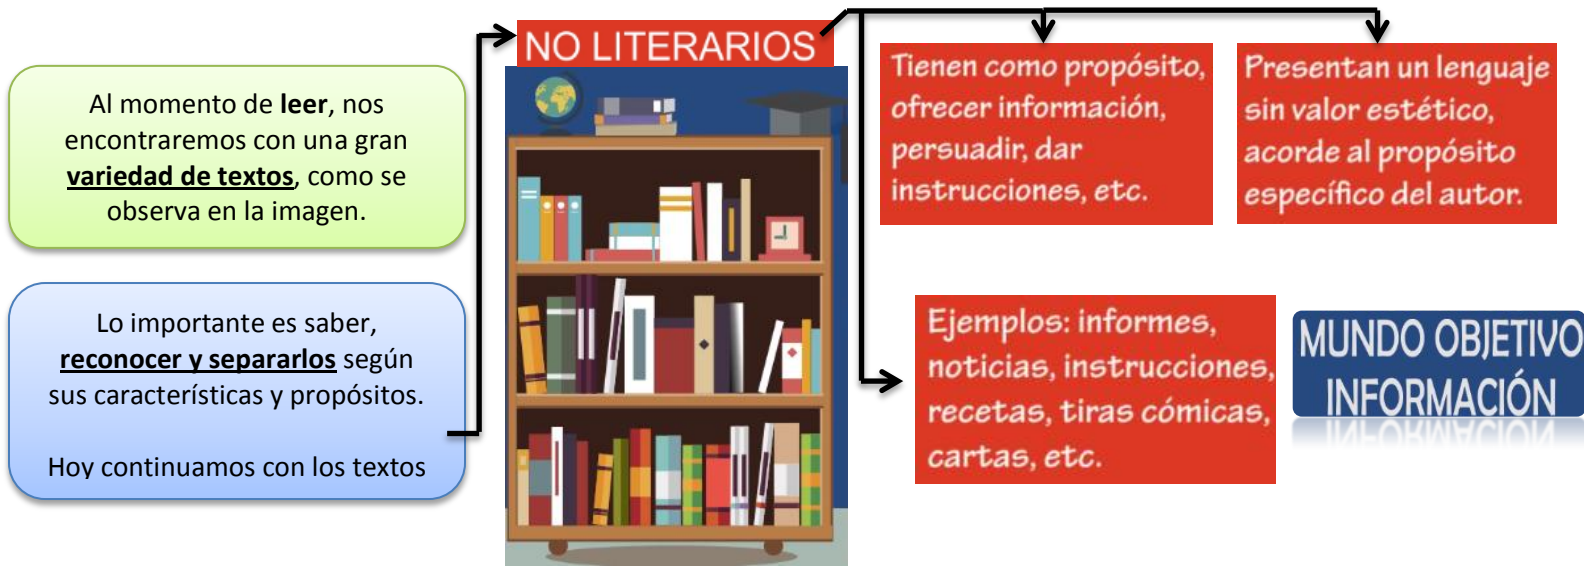 Al momento de leer, nos
encontraremos con una gran
variedad de textos, como se
observa en la imagen.
Lo importante es saber,
reconocer y separarlos según
sus características y propósitos.
Hoy continuamos con los textos
NO LITERARIOS
Tienen como propósito,
ofrecer información,
persuadir, dar
instrucciones, etc.
Presentan un lenguaje
sin valor estético,
acorde al propósito
específico del autor.
Ejemplos: informes,
noticias, instrucciones,
recetas, tiras cómicas,
cartas, etc.
MUNDO OBJETIVO
INFORMACIÓN